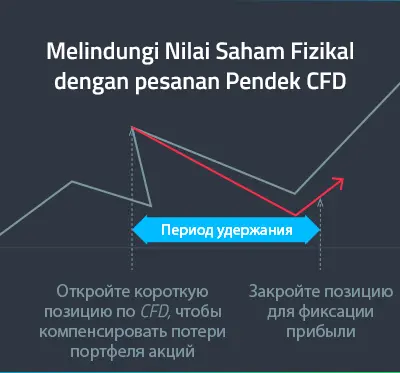 Melindungi Nilai Saham Fizikal
dengan pesanan Pendek CFD
Период удержания
Откройте короткую
позицию по CFD, чтобы
компенсировать потери
портфеля акций
Закройте позицию
для фиксации
прибыли